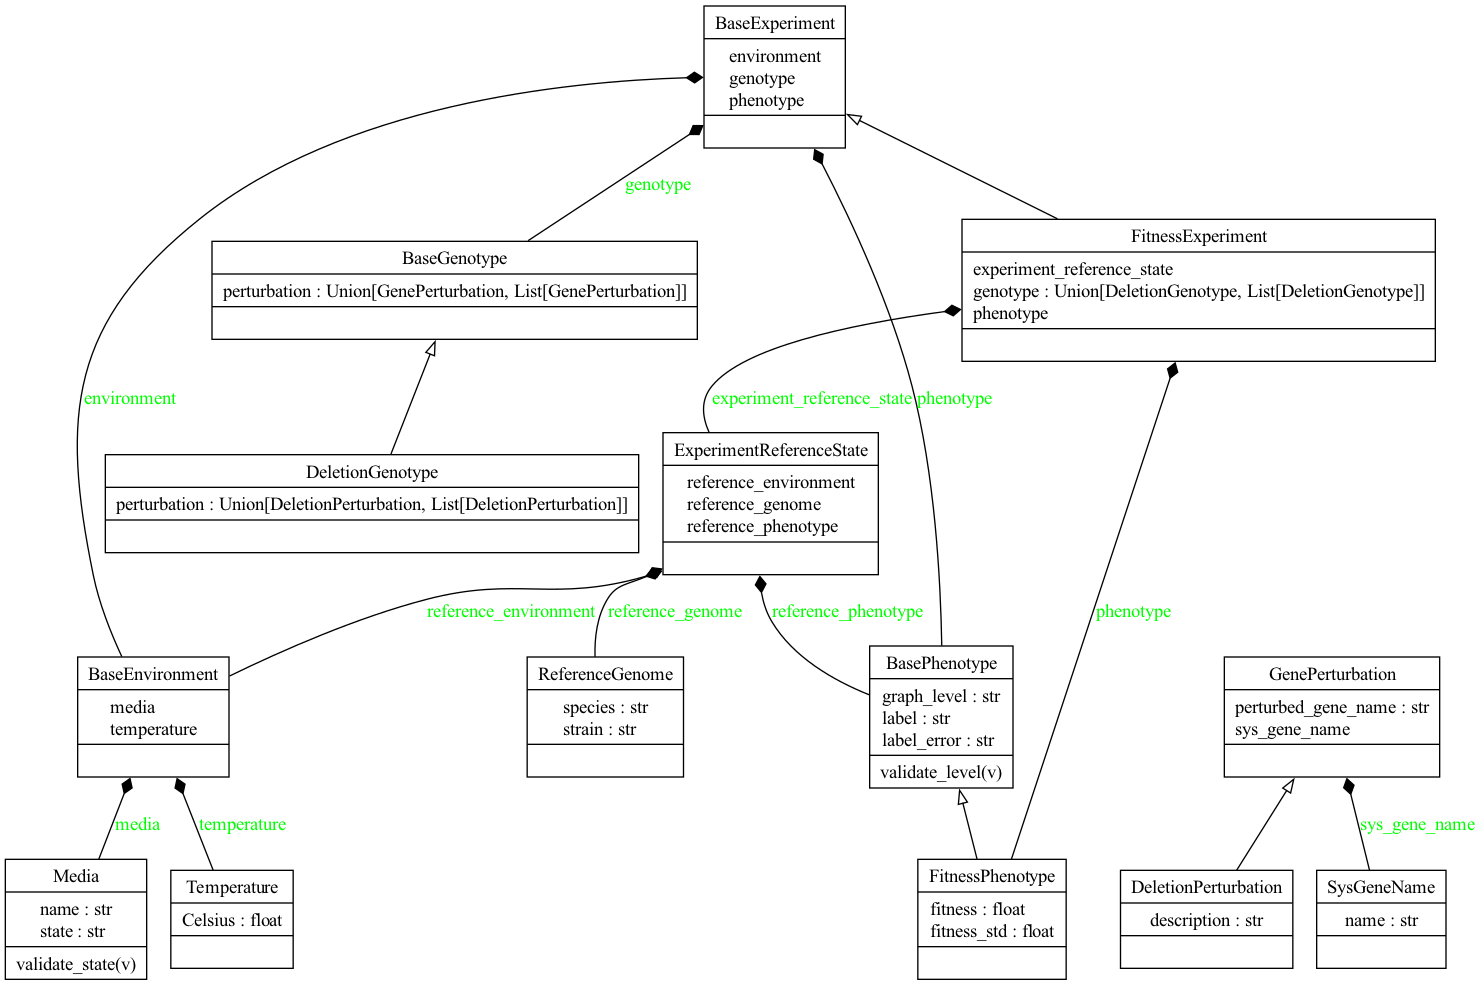 BaseExperiment
environment
genotype
phenotype
genotype
FitnessExperiment
experiment_reference_state
genotype : Union[DeletionGenotype, List[DeletionGenotype]]
phenotype
BaseGenotype
perturbation : Union[GenePerturbation, List[GenePerturbation]]
environment
experiment_reference_state
phenotype
DeletionGenotype
perturbation : Union[DeletionPerturbation, List[DeletionPerturbation]]
ExperimentReferenceState
reference_environment
reference_genome
reference_phenotype
reference_environment
reference_genome
reference_phenotype
phenotype
BaseEnvironment
media
temperature
ReferenceGenome
species : str
strain : str
BasePhenotype
graph_level : str
label : str
label_error : str
validate_level(v)
GenePerturbation
perturbed_gene_name : str
sys_gene_name
media
temperature
sys_gene_name
Media
name : str
state : str
validate_state(v)
Temperature
Celsius : float
FitnessPhenotype
fitness : float
fitness_std : float
DeletionPerturbation
description : str
SysGeneName
name : str